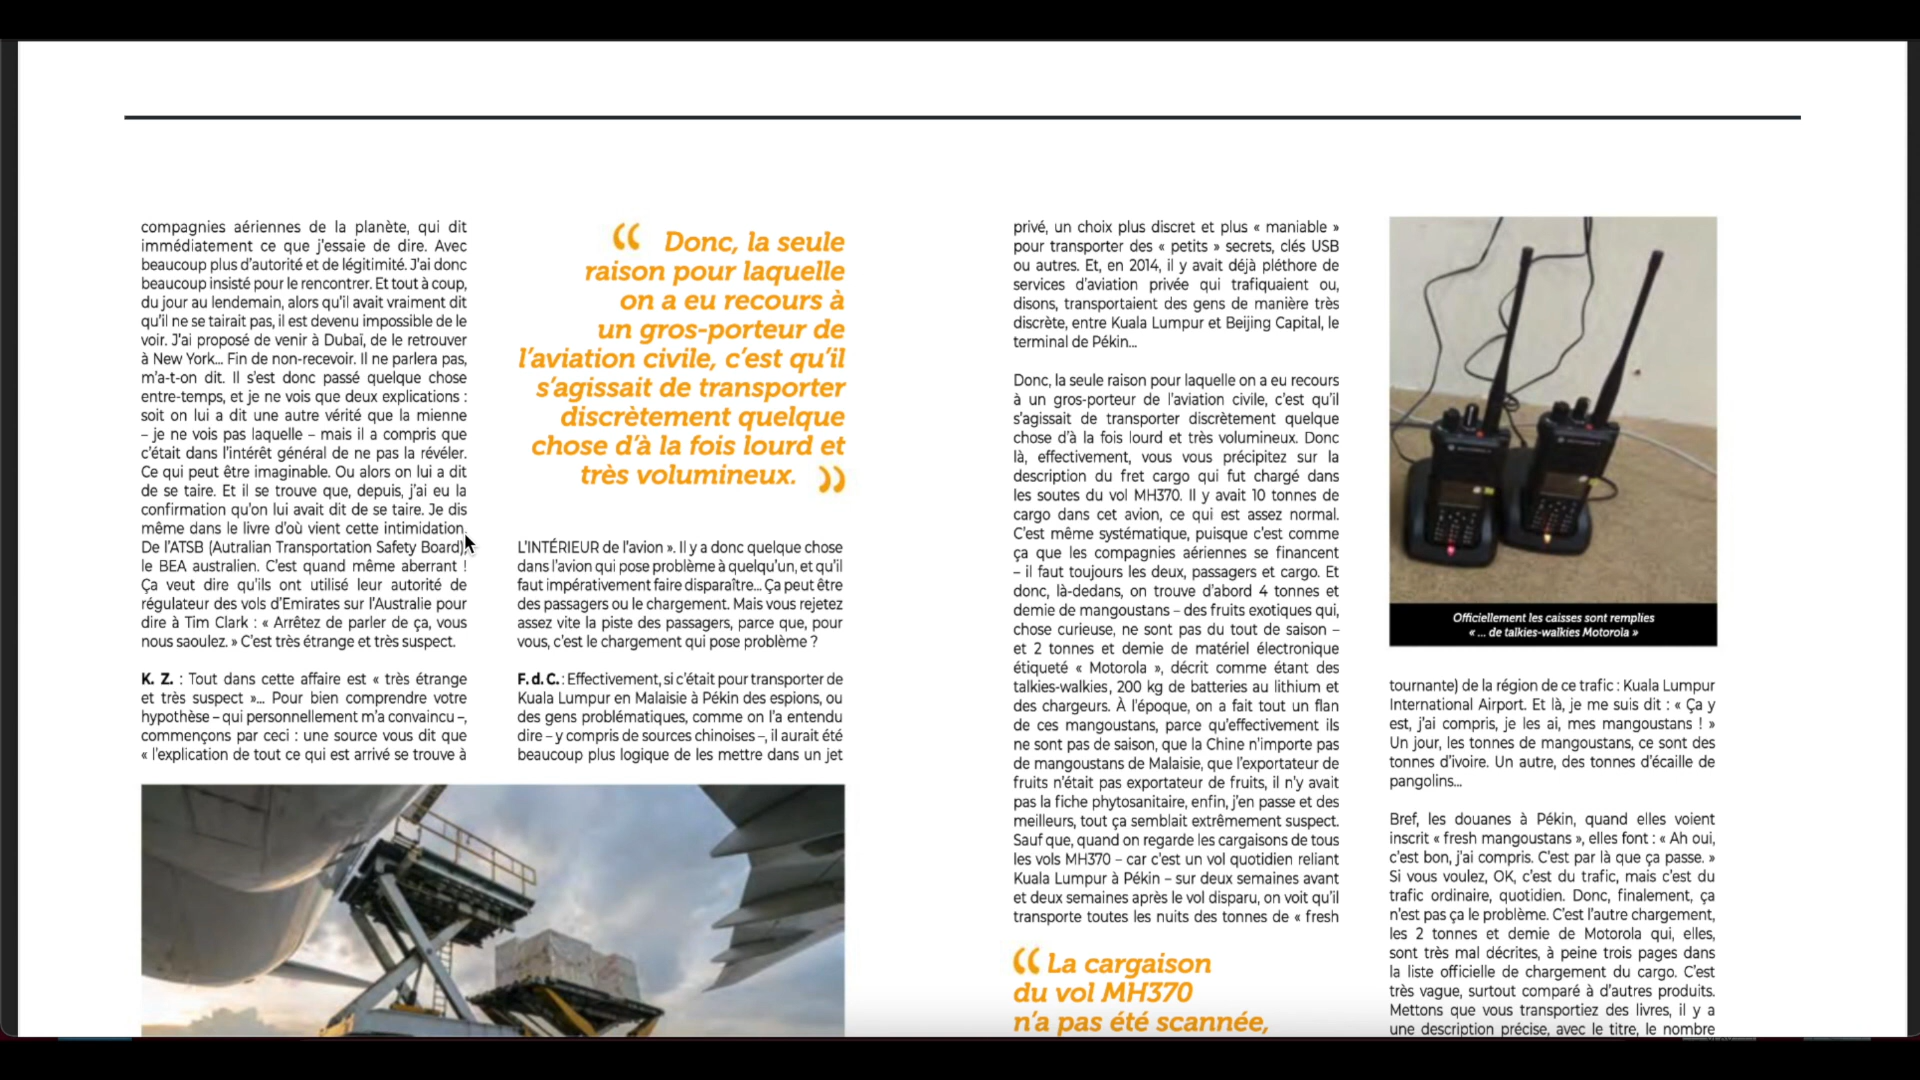 compagnies aériennes de la planète, qui dit
immédiatement ce que j'essaie de dire. Avec
beaucoup plus d'autorité et de légitimité. J'ai donc
beaucoup insisté pour le rencontrer. Et tout à coup,
du jour au lendemain, alors qu'il avait vraiment dit
qu'il ne se tairait pas, il est devenu impossible de le
voir. J'ai proposé de venir à Dubaï, de le retrouver
à New York... Fin de non-recevoir. Il ne parlera pas,
m'a-t-on dit. Il s'est donc passé quelque chose
entre-temps, et je ne vois que deux explications :
soit on lui a dit une autre vérité que la mienne
– je ne vois pas laquelle – mais il a compris que
c'était dans l'intérêt général de ne pas la révéler.
Ce qui peut être imaginable. Ou alors on lui a dit
de se taire. Et il se trouve que, depuis, j'ai eu la
confirmation qu'on lui avait dit de se taire. Je dis
même dans le livre d'où vient cette intimidation.
De l'ATSB (Autralian Transportation Safety Board),
le BEA australien. C'est quand même aberrant !
Ça veut dire qu'ils ont utilisé leur autorité de
régulateur des vols d'Emirates sur l'Australie pour
dire à Tim Clark : « Arrêtez de parler de ça, vous
nous saoulez. » C'est très étrange et très suspect.
K. Z. : Tout dans cette affaire est « très étrange
et très suspect »... Pour bien comprendre votre
hypothèse – qui personnellement m'a convaincu –,
commençons par ceci : une source vous dit que
« l'explication de tout ce qui est arrivé se trouve à
“ Donc, la seule
raison pour laquelle
on a eu recours à
un gros-porteur de
l'aviation civile, c'est qu'il
s'agissait de transporter
discrètement quelque
chose d'à la fois lourd et
très volumineux. ”
L'INTÉRIEUR de l'avion ». Il y a donc quelque chose
dans l'avion qui pose problème à quelqu'un, et qu'il
faut impérativement faire disparaître... Ça peut être
des passagers ou le chargement. Mais vous rejetez
assez vite la piste des passagers, parce que, pour
vous, c'est le chargement qui pose problème ?
F. d. C. : Effectivement, si c'était pour transporter de
Kuala Lumpur en Malaisie à Pékin des espions, ou
des gens problématiques, comme on l'a entendu
dire – y compris de sources chinoises –, il aurait été
beaucoup plus logique de les mettre dans un jet
privé, un choix plus discret et plus « maniable »
pour transporter des « petits » secrets, clés USB
ou autres. Et, en 2014, il y avait déjà pléthore de
services d'aviation privée qui trafiquaient ou,
disons, transportaient des gens de manière très
discrète, entre Kuala Lumpur et Beijing Capital, le
terminal de Pékin...
Donc, la seule raison pour laquelle on a eu recours
à un gros-porteur de l'aviation civile, c'est qu'il
s'agissait de transporter discrètement quelque
chose d'à la fois lourd et très volumineux. Donc
là, effectivement, vous vous précipitez sur la
description du fret cargo qui fut chargé dans
les soutes du vol MH370. Il y avait 10 tonnes de
cargo dans cet avion, ce qui est assez normal.
C'est même systématique, puisque c'est comme
ça que les compagnies aériennes se financent
– il faut toujours les deux, passagers et cargo. Et
donc, là-dedans, on trouve d'abord 4 tonnes et
demie de mangoustans – des fruits exotiques qui,
chose curieuse, ne sont pas du tout de saison –
et 2 tonnes et demie de matériel électronique
étiqueté « Motorola », décrit comme étant des
talkies-walkies, 200 kg de batteries au lithium et
des chargeurs. À l'époque, on a fait tout un flan
de ces mangoustans, parce qu'effectivement ils
ne sont pas de saison, que la Chine n'importe pas
de mangoustans de Malaisie, que l'exportateur de
fruits n'était pas exportateur de fruits, il n'y avait
pas la fiche phytosanitaire, enfin, j'en passe et des
meilleurs, tout ça semblait extrêmement suspect.
Sauf que, quand on regarde les cargaisons de tous
les vols MH370 – car c'est un vol quotidien reliant
Kuala Lumpur à Pékin – sur deux semaines avant
et deux semaines après le vol disparu, on voit qu'il
transporte toutes les nuits des tonnes de « fresh
“ La cargaison
du vol MH370
n'a pas été scannée,
Officiellement les caisses sont remplies
« ... de talkies-walkies Motorola »
tournante) de la région de ce trafic : Kuala Lumpur
International Airport. Et là, je me suis dit : « Ça y
est, j'ai compris, je les ai, mes mangoustans ! »
Un jour, les tonnes de mangoustans, ce sont des
tonnes d'ivoire. Un autre, des tonnes d'écaille de
pangolins...
Bref, les douanes à Pékin, quand elles voient
inscrit « fresh mangoustans », elles font : « Ah oui,
c'est bon, j'ai compris. C'est par là que ça passe. »
Si vous voulez, OK, c'est du trafic, mais c'est du
trafic ordinaire, quotidien. Donc, finalement, ça
n'est pas ça le problème. C'est l'autre chargement,
les 2 tonnes et demie de Motorola qui, elles,
sont très mal décrites, à peine trois pages dans
la liste officielle de chargement du cargo. C'est
très vague, surtout comparé à d'autres produits.
Mettons que vous transportiez des livres, il y a
une description précise, avec le titre, le nombre